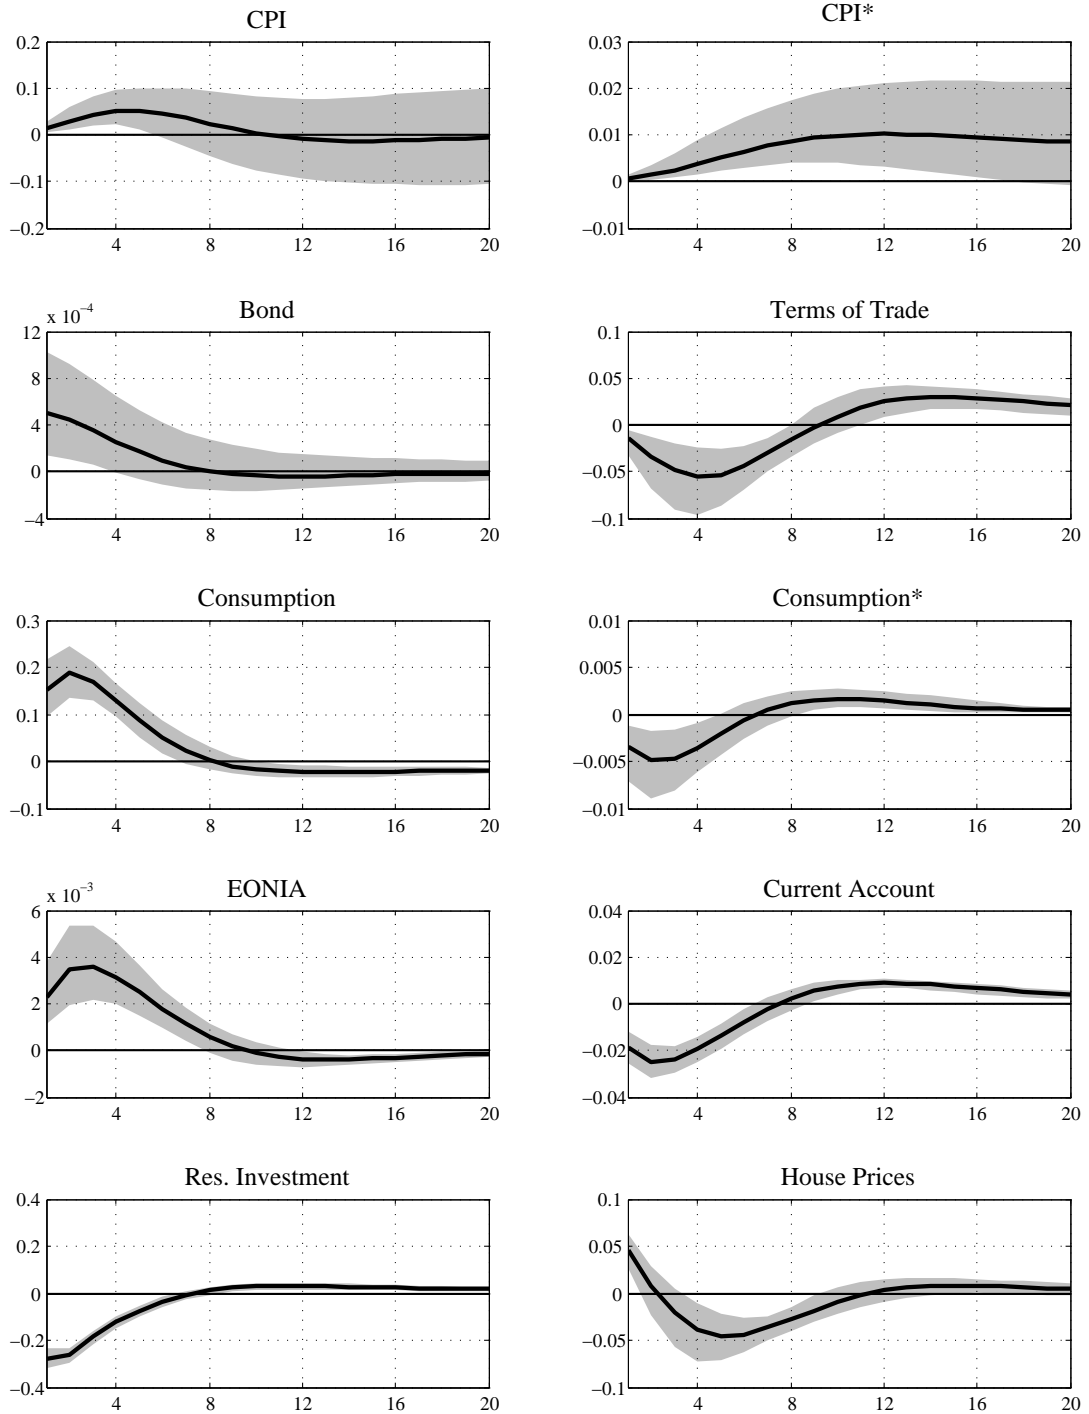 CPI
0.2
0.1
0
−0.1
−0.2
4 8 12 16 20
CPI*
0.03
0.02
0.01
0
−0.01
4 8 12 16 20
Bond
x 10⁻⁴
12
8
4
0
−4
4 8 12 16 20
Terms of Trade
0.1
0.05
0
−0.05
−0.1
4 8 12 16 20
Consumption
0.3
0.2
0.1
0
−0.1
4 8 12 16 20
Consumption*
0.01
0.005
0
−0.005
−0.01
4 8 12 16 20
EONIA
x 10⁻³
6
4
2
0
−2
4 8 12 16 20
Current Account
0.04
0.02
0
−0.02
−0.04
4 8 12 16 20
Res. Investment
0.4
0.2
0
−0.2
−0.4
4 8 12 16 20
House Prices
0.1
0.05
0
−0.05
−0.1
4 8 12 16 20